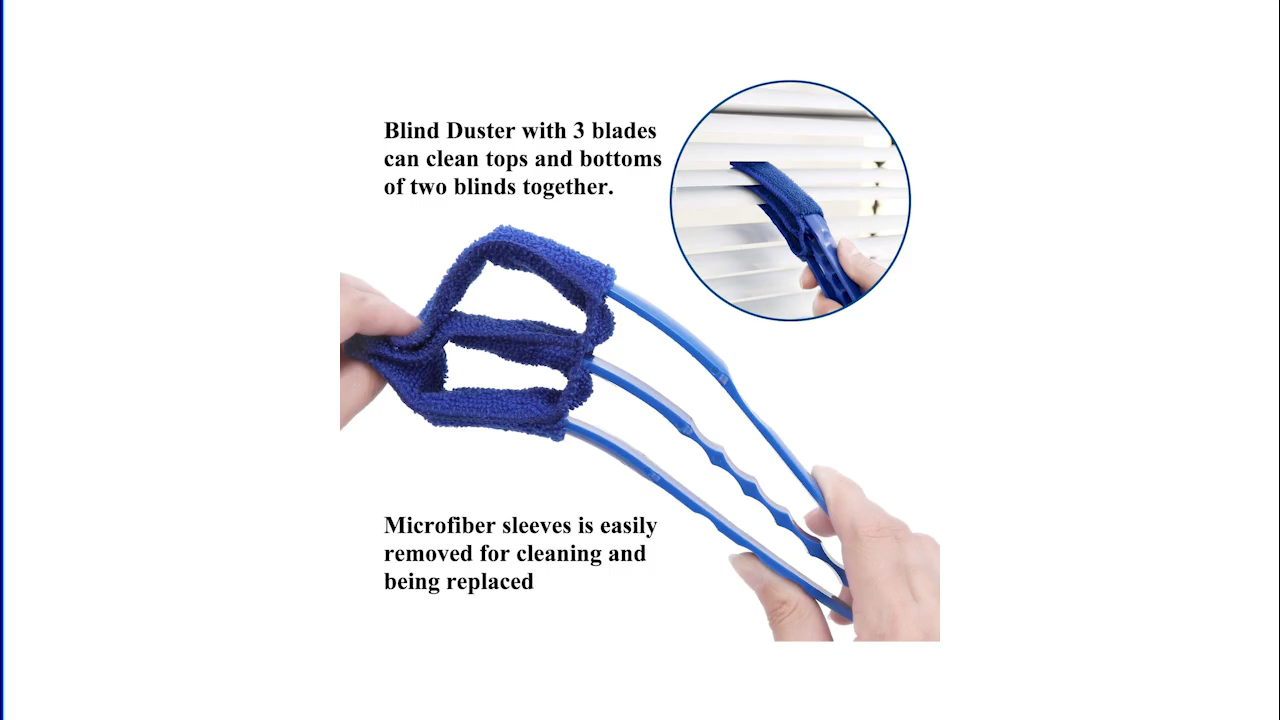 Blind Duster with 3 blades
can clean tops and bottoms
of two blinds together.
Microfiber sleeves is easily
removed for cleaning and
being replaced